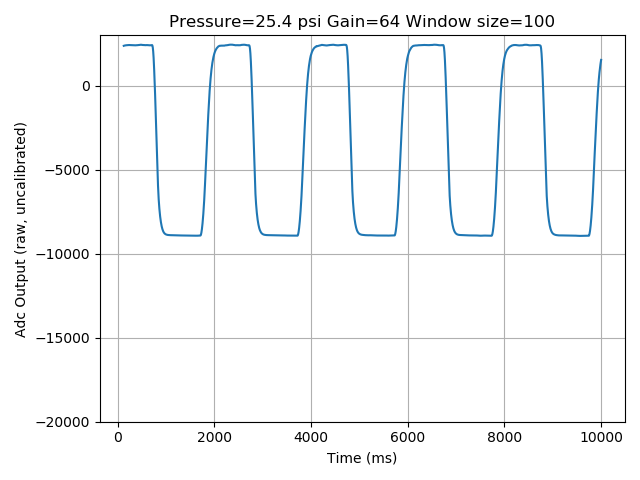 Pressure=25.4 psi Gain=64 Window size=100
Adc Output (raw, uncalibrated)
0
−5000
−10000
−15000
−20000
0 2000 4000 6000 8000 10000
Time (ms)